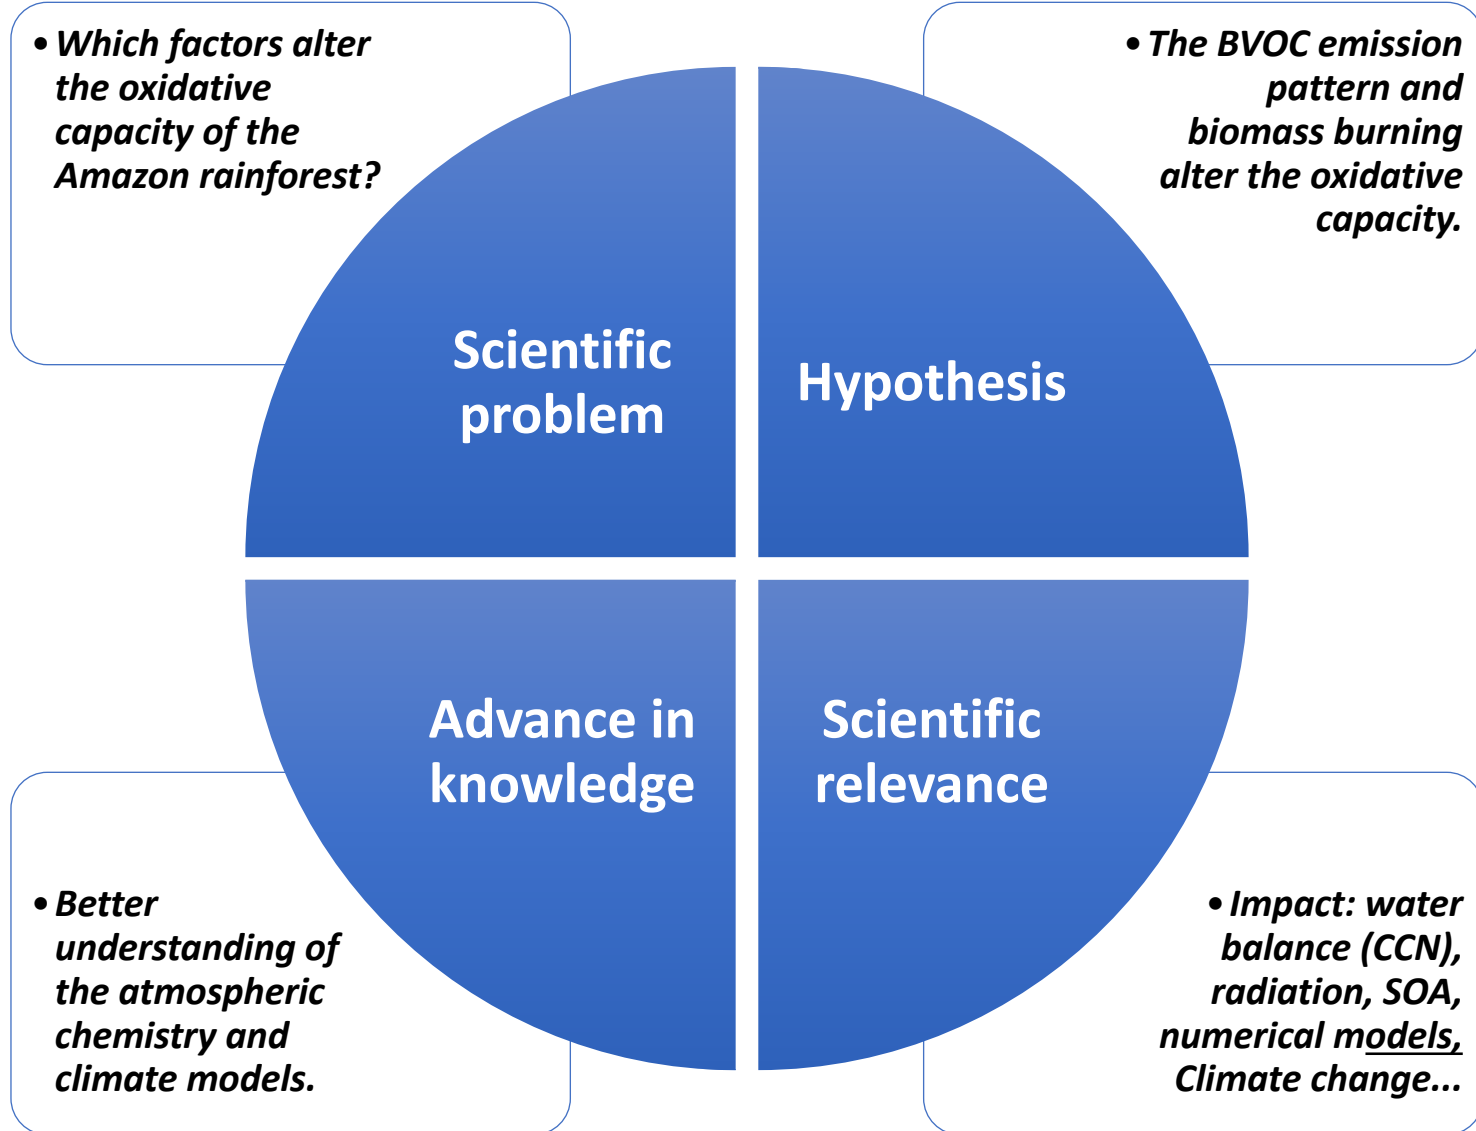 • Which factors alter
the oxidative
capacity of the
Amazon rainforest?
• The BVOC emission
pattern and
biomass burning
alter the oxidative
capacity.
Scientific
problem
Hypothesis
Advance in
knowledge
Scientific
relevance
• Better
understanding of
the atmospheric
chemistry and
climate models.
• Impact: water
balance (CCN),
radiation, SOA,
numerical models,
Climate change...